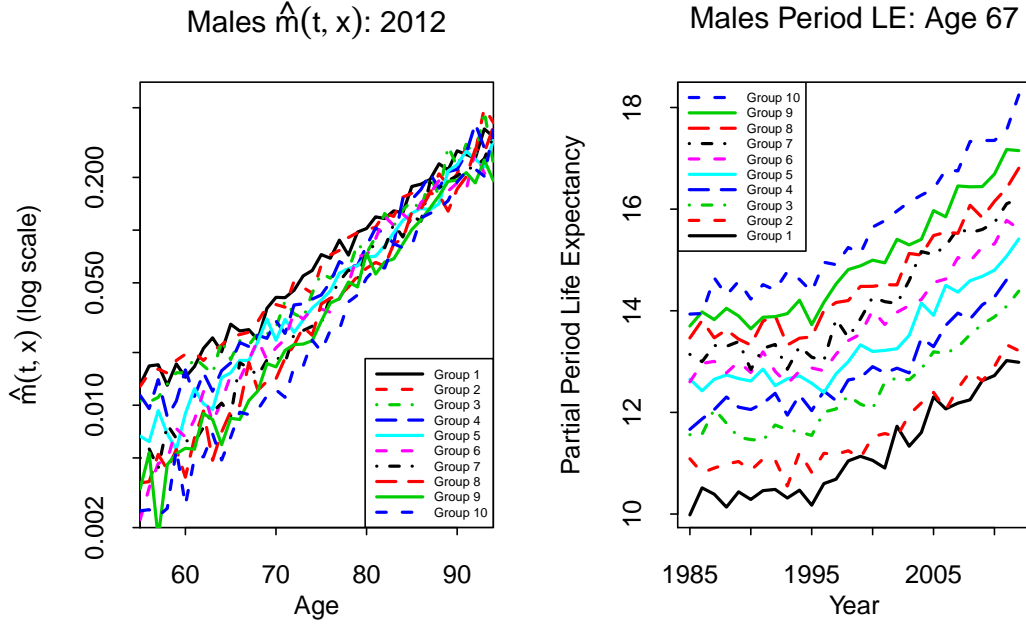 Males m̂(t, x): 2012
m̂(t, x) (log scale)
0.200
0.050
0.010
0.002
Group 1
Group 2
Group 3
Group 4
Group 5
Group 6
Group 7
Group 8
Group 9
Group 10
60 70 80 90
Age
Males Period LE: Age 67
Partial Period Life Expectancy
18
16
14
12
10
Group 10
Group 9
Group 8
Group 7
Group 6
Group 5
Group 4
Group 3
Group 2
Group 1
1985 1995 2005
Year